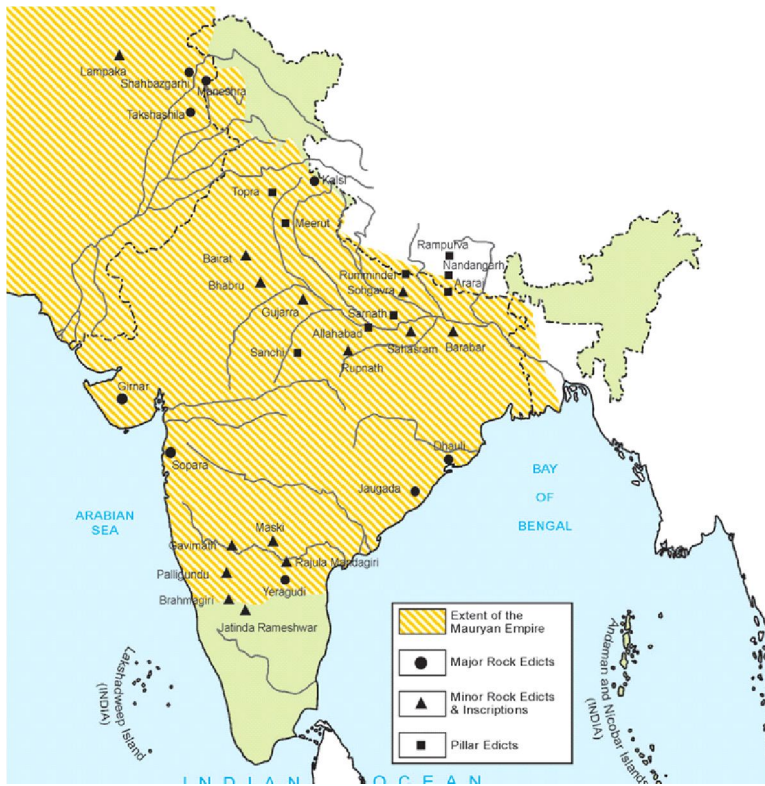 Lampaka
Shahbazgarhi
Maneshra
Takshashila
Kalsi
Topra
Meerut
Rampurva
Bairat
Nandangarh
Rummindei
Araraj
Bhabru
Sohgavra
Gujarra
Sarnath
Allahabad
Sanchi
Sahasram
Barabar
Rupnath
Girnar
Dhauli
Sopara
BAY
OF
BENGAL
Jaugada
ARABIAN
SEA
Maski
Gavimath
Rajula Mandagiri
Palligundu
Yeragudi
Brahmagiri
Jatinda Rameshwar
Extent of the
Mauryan Empire
Major Rock Edicts
Minor Rock Edicts
& Inscriptions
Pillar Edicts
Lakshadweep Island
(INDIA)
Andaman and Nicobar Islands
(INDIA)
INDIAN OCEAN